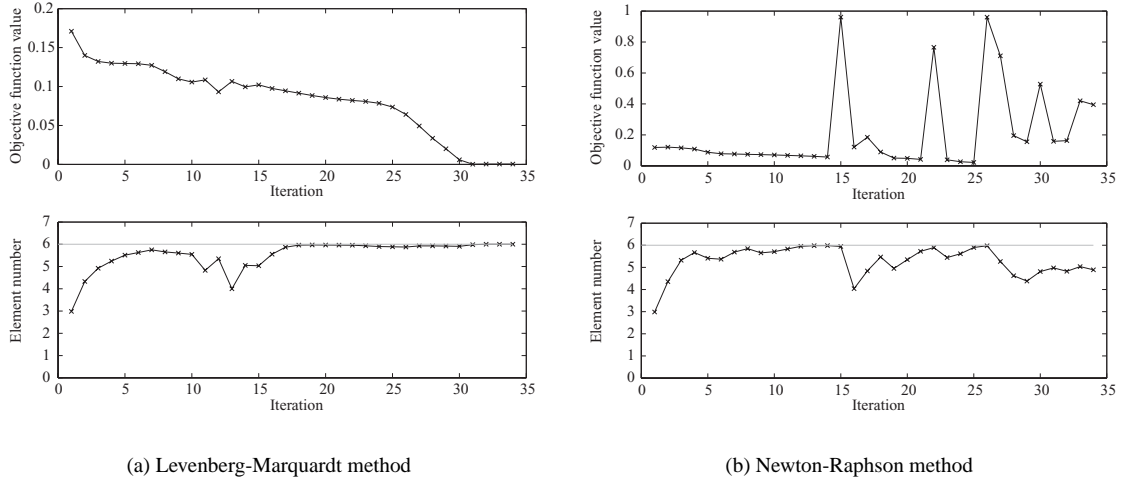 Objective function value
0.2
0.15
0.1
0.05
0
0 5 10 15 20 25 30 35
Iteration
Element number
7
6
5
4
3
2
1
0
0 5 10 15 20 25 30 35
Iteration
(a) Levenberg-Marquardt method
Objective function value
1
0.8
0.6
0.4
0.2
0
0 5 10 15 20 25 30 35
Iteration
Element number
7
6
5
4
3
2
1
0
0 5 10 15 20 25 30 35
Iteration
(b) Newton-Raphson method